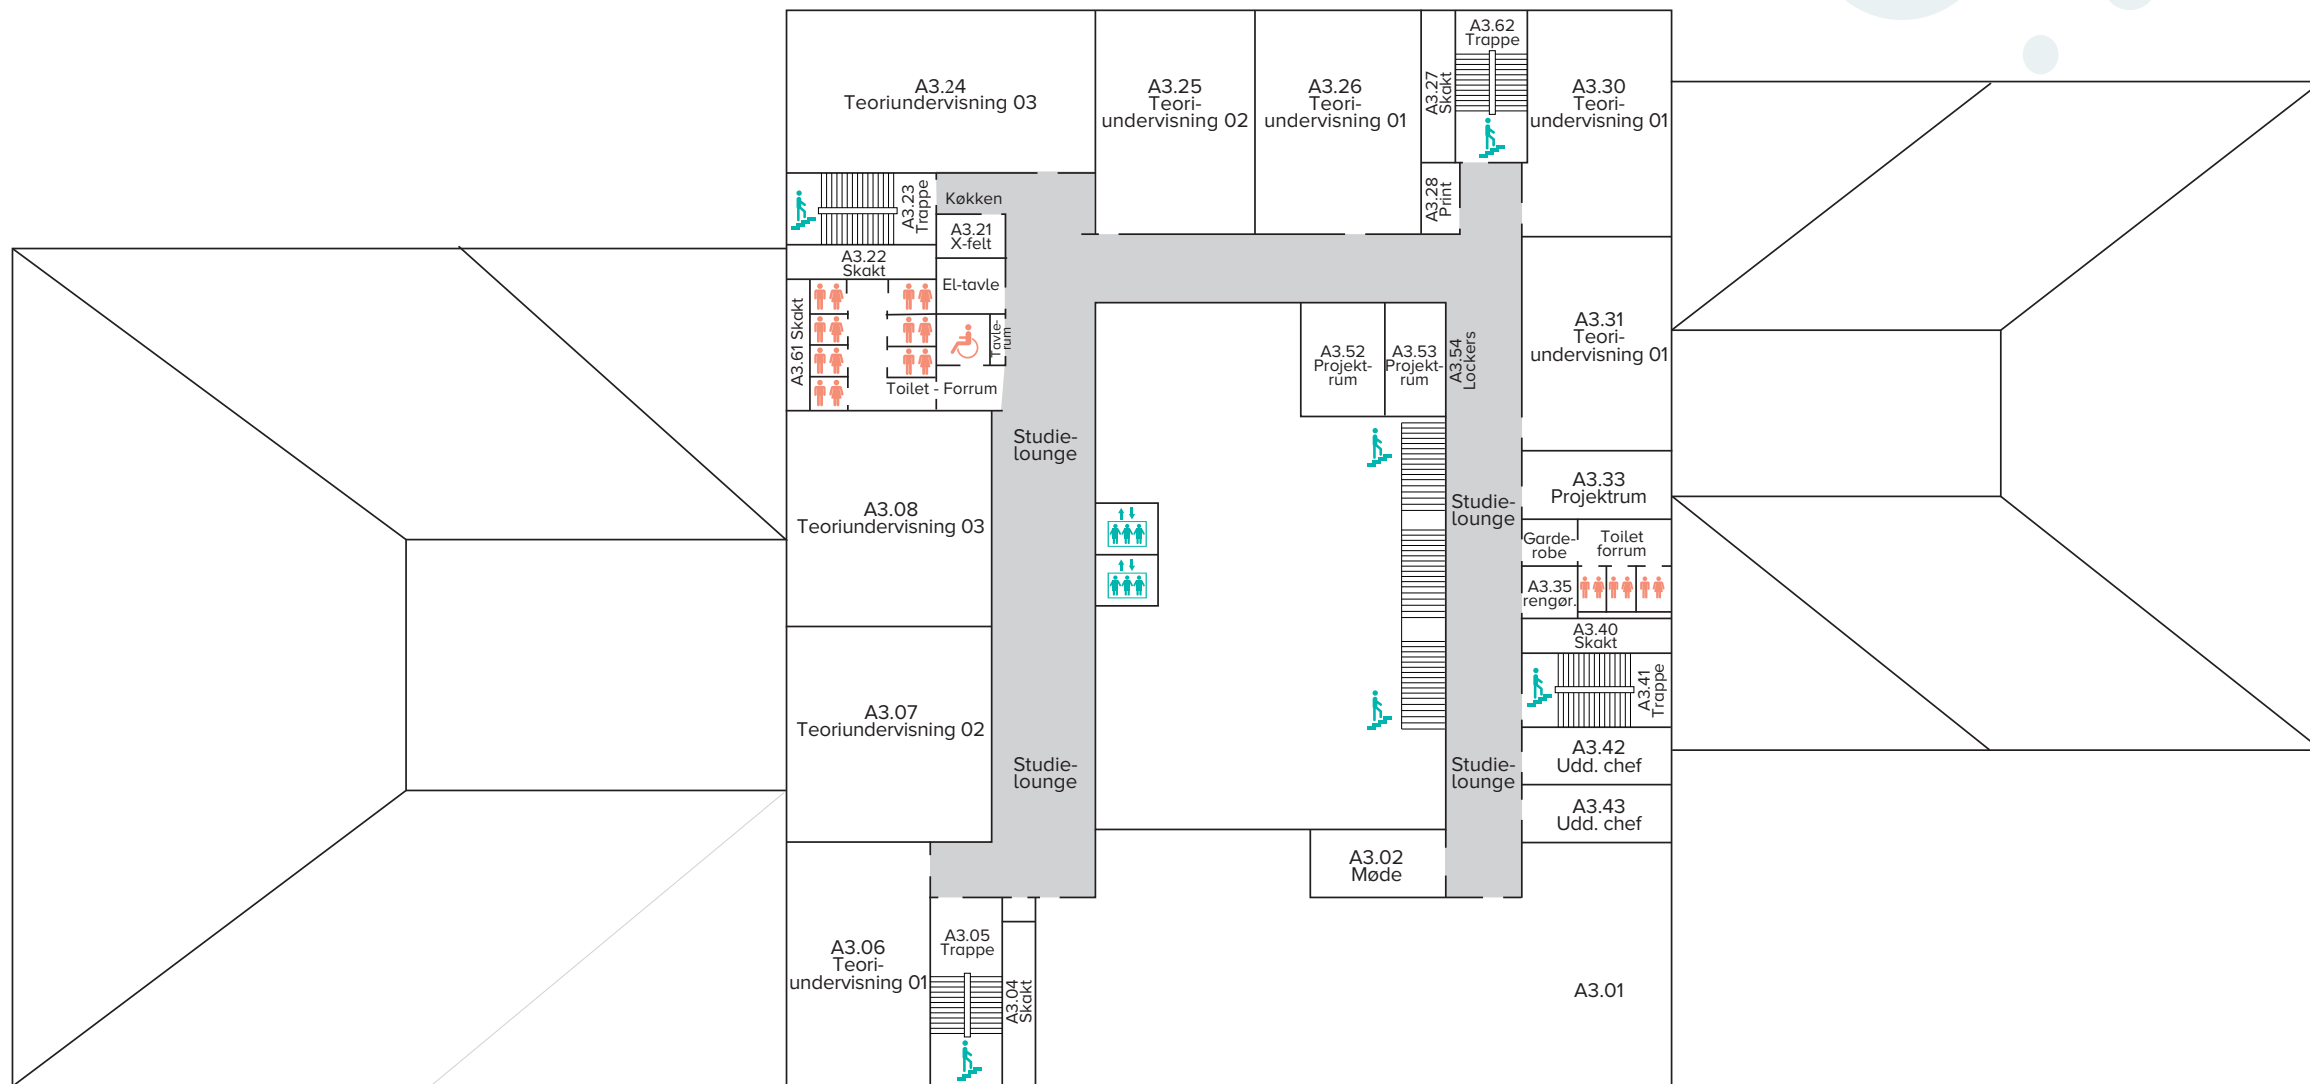 A3.24
Teoriundervisning 03
A3.25
Teori-
undervisning 02
A3.26
Teori-
undervisning 01
A3.27
Skakt
A3.62
Trappe
A3.30
Teori-
undervisning 01
A3.23
Trappe
Køkken
A3.28
Print
A3.21
X-felt
A3.22
Skakt
El-tavle
A3.61 Skakt
Tavle-
rum
Toilet - Forrum
A3.52
Projekt-
rum
A3.53
Projekt-
rum
A3.54
Lockers
A3.31
Teori-
undervisning 01
Studie-
lounge
A3.08
Teoriundervisning 03
Studie-
lounge
A3.33
Projektrum
Garde-
robe
Toilet
forrum
A3.35
rengør.
A3.40
Skakt
A3.41
Trappe
A3.07
Teoriundervisning 02
Studie-
lounge
Studie-
lounge
A3.42
Udd. chef
A3.43
Udd. chef
A3.02
Møde
A3.06
Teori-
undervisning 01
A3.05
Trappe
A3.04
Skakt
A3.01